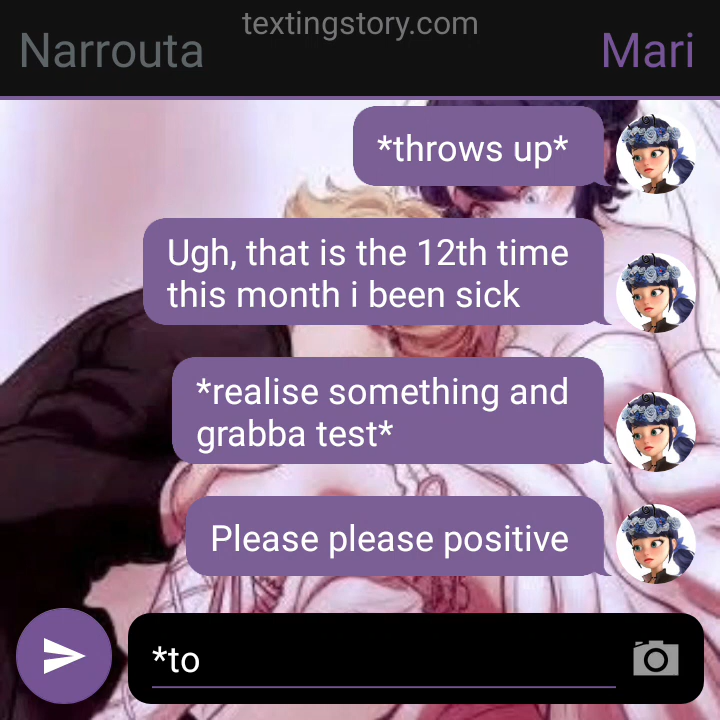 textingstory.com
Narrouta
Mari
*throws up*
Ugh, that is the 12th time
this month i been sick
*realise something and
grabba test*
Please please positive
*to